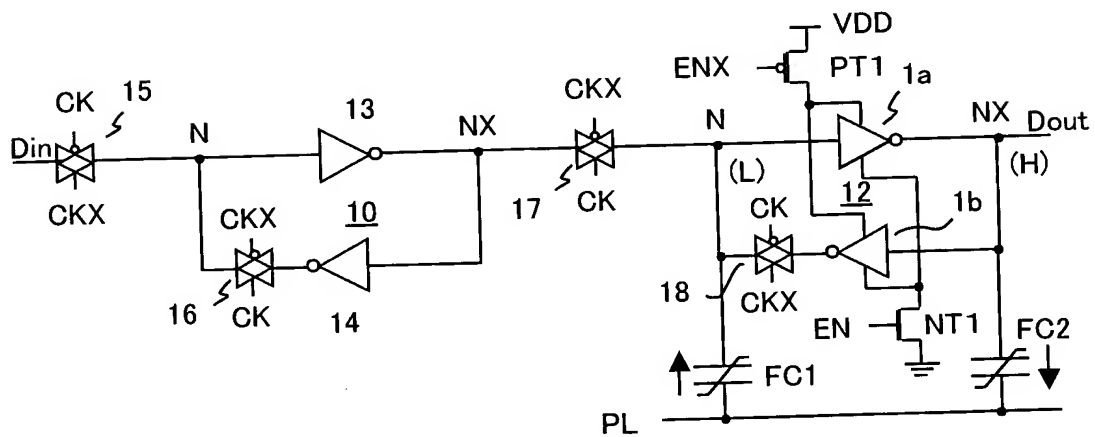 VDD
ENX
PT1
1a
15
CK
13
CKX
N
NX
N
NX
Din
Dout
(L)
(H)
12
CKX
17
CK
10
CKX
CK
1b
16
CK
14
18
CKX
EN
NT1
FC2
FC1
PL